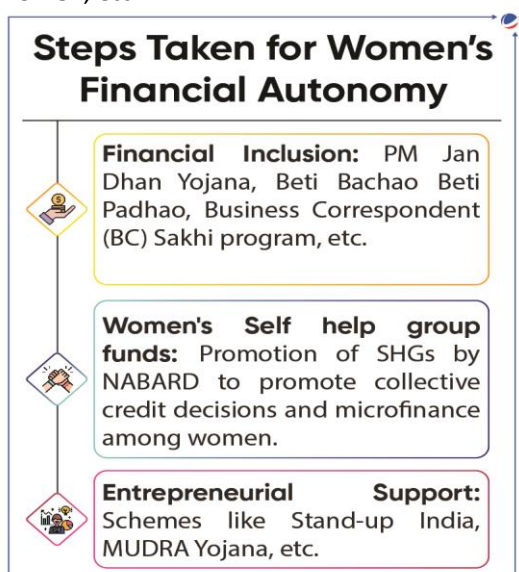 Steps Taken for Women's
Financial Autonomy
Financial Inclusion: PM Jan
Dhan Yojana, Beti Bachao Beti
Padhao, Business Correspondent
(BC) Sakhi program, etc.
Women's Self help group
funds: Promotion of SHGs by
NABARD to promote collective
credit decisions and microfinance
among women.
Entrepreneurial Support:
Schemes like Stand-up India,
MUDRA Yojana, etc.